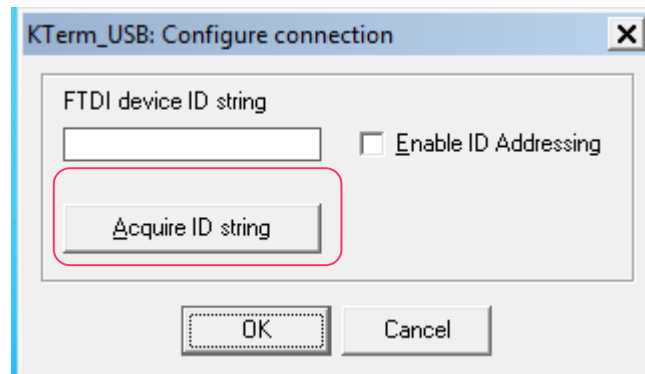 KTerm_USB: Configure connection
FTDI device ID string
Enable ID Addressing
Acquire ID string
OK
Cancel